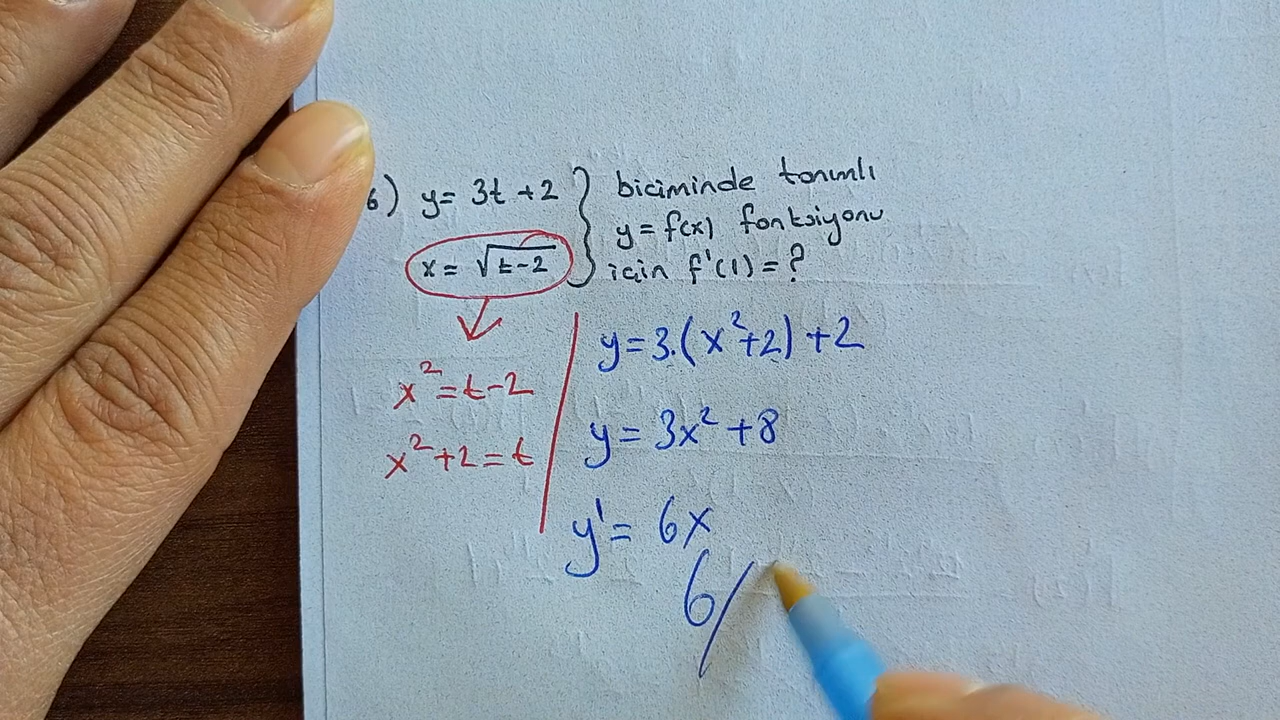 6) y = 3t + 2 } biciminde tanımlı
x = √t-2 y = f(x) fonksiyonu
için f'(1) = ?
x² = t-2
x² + 2 = t
y = 3.(x²+2) + 2
y = 3x² + 8
y' = 6x
6/